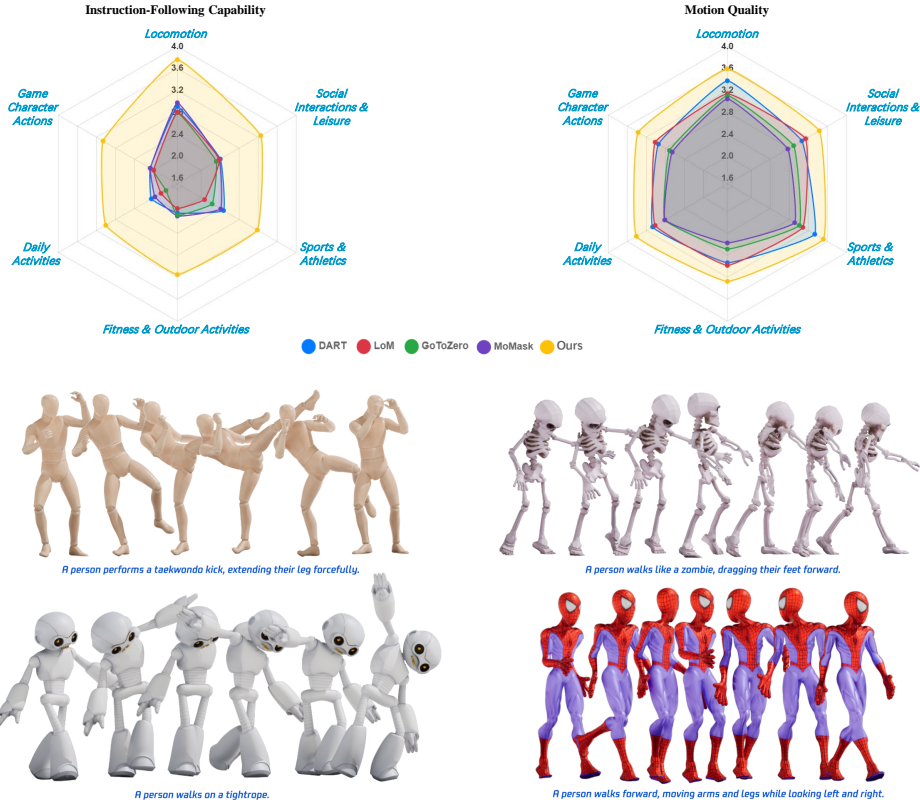 Instruction-Following Capability
Motion Quality
Locomotion
4.0
3.6
3.2
2.4
2.0
1.6
Game
Character
Actions
Social
Interactions &
Leisure
Daily
Activities
Sports &
Athletics
Fitness & Outdoor Activities
Locomotion
4.0
3.6
3.2
2.8
2.4
2.0
1.6
Game
Character
Actions
Social
Interactions &
Leisure
Daily
Activities
Sports &
Athletics
Fitness & Outdoor Activities
DART LoM GoToZero MoMask Ours
A person performs a taekwondo kick, extending their leg forcefully.
A person walks like a zombie, dragging their feet forward.
A person walks on a tightrope.
A person walks forward, moving arms and legs while looking left and right.